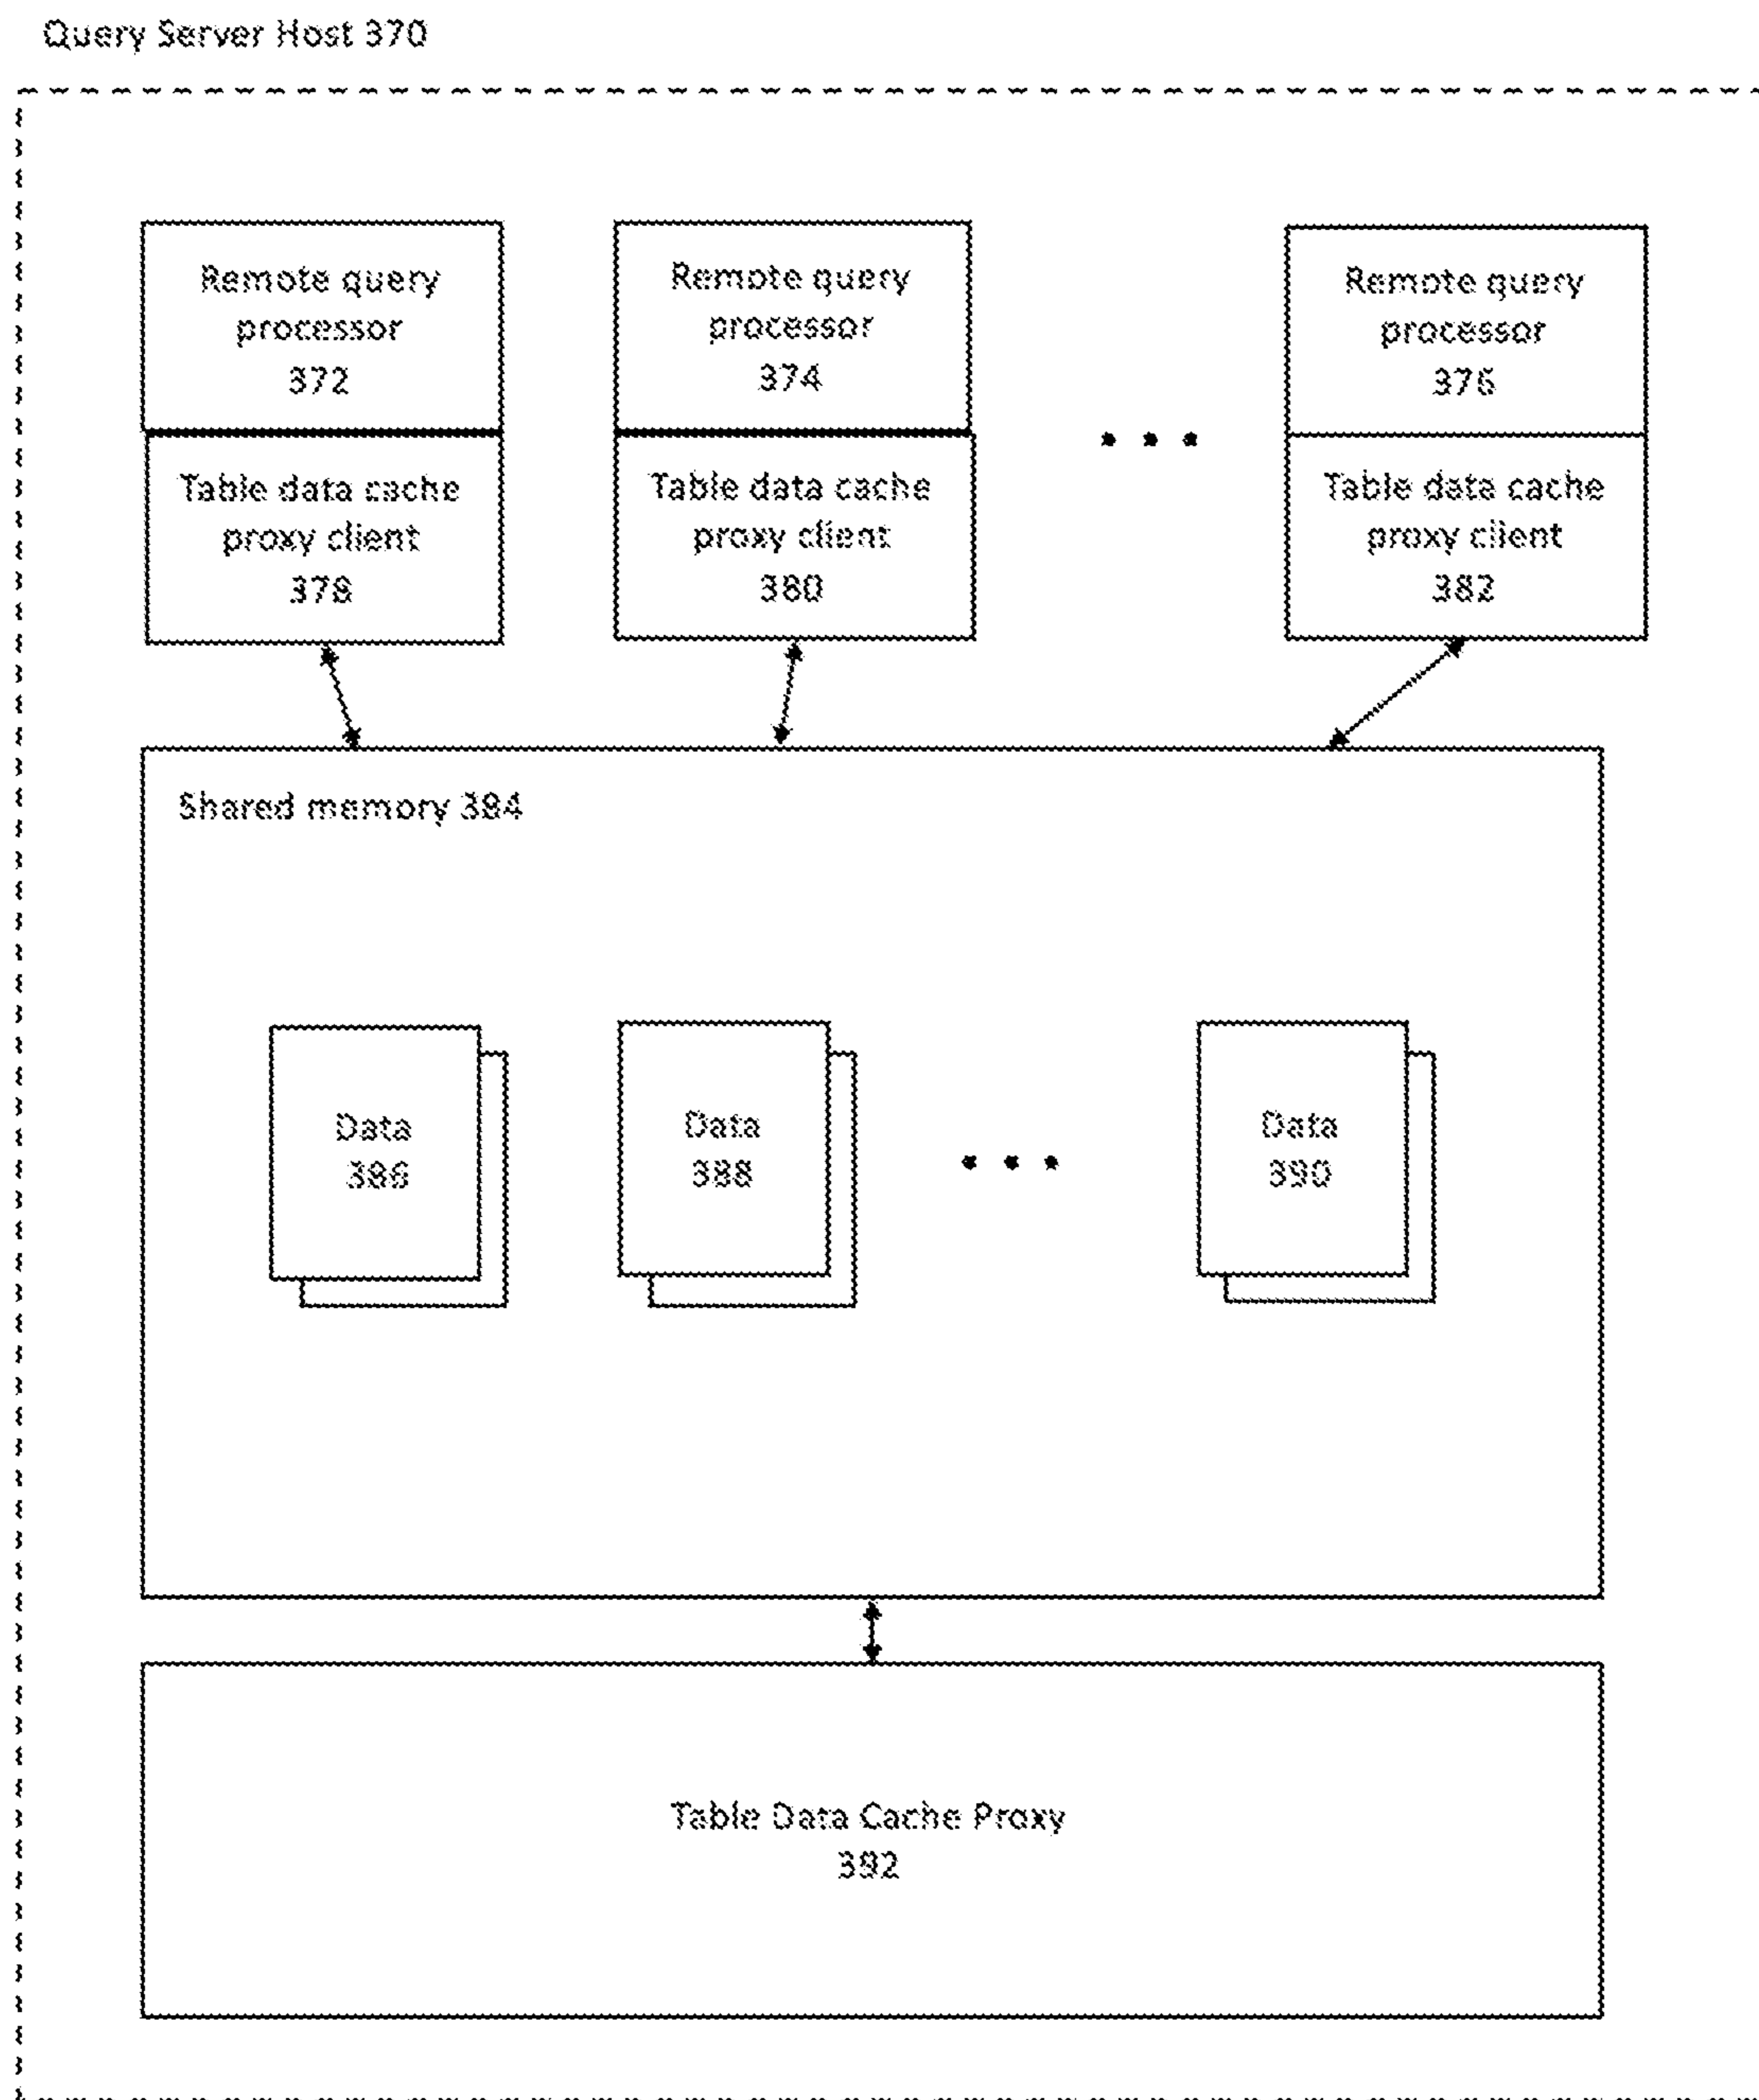 Query Server Host 370
Remote query
processor
372
Remote query
processor
374
Remote query
processor
376
Table data cache
proxy client
378
Table data cache
proxy client
380
Table data cache
proxy client
382
Shared memory 384
Data
386
Data
388
Data
390
Table Data Cache Proxy
392